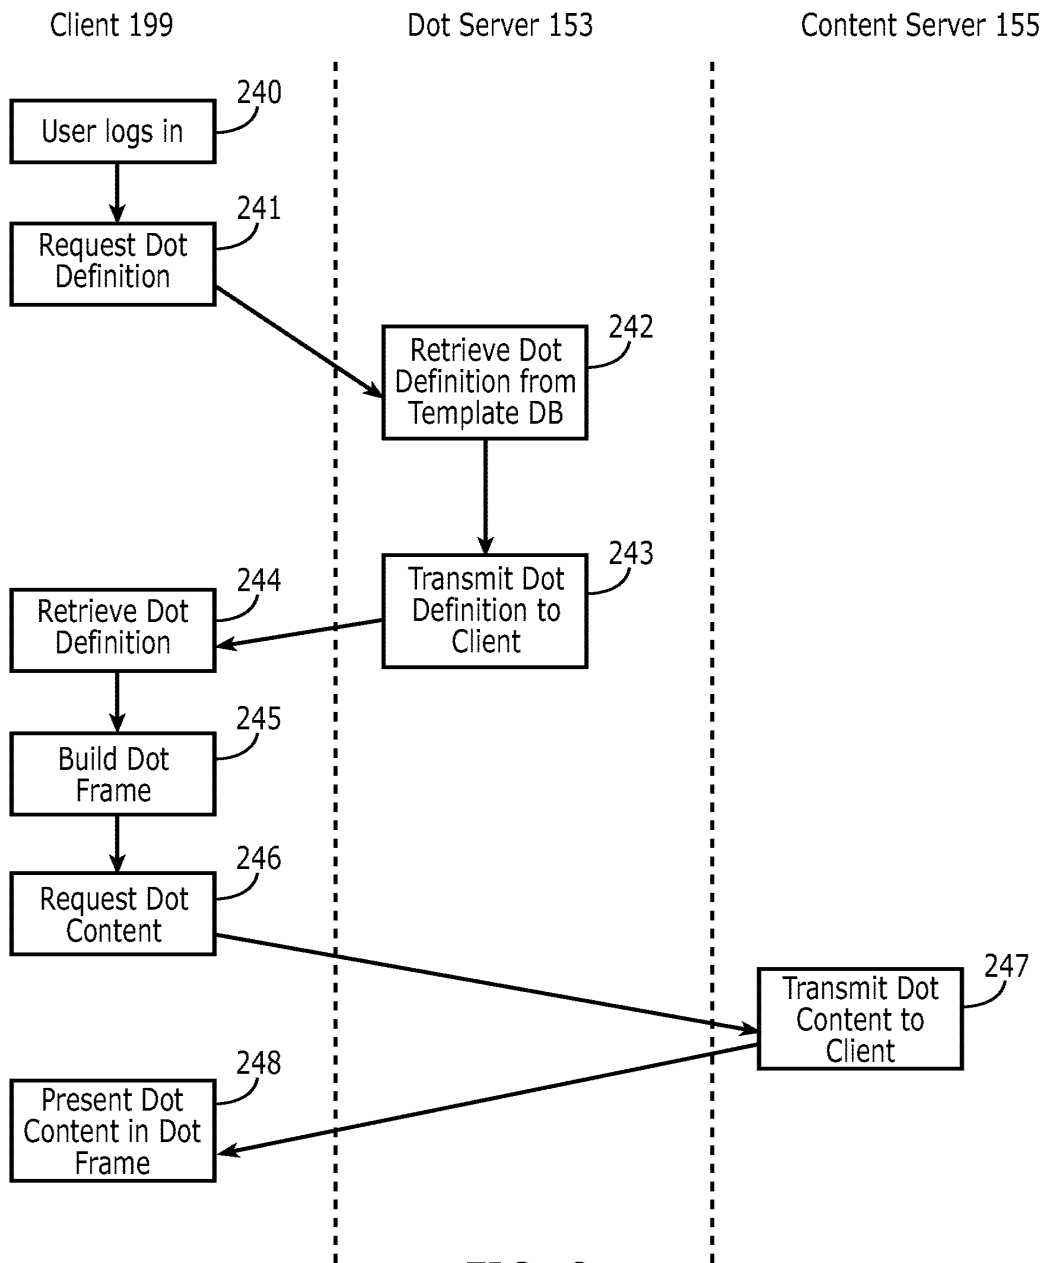 Client 199
Dot Server 153
Content Server 155
240
User logs in
241
Request Dot
Definition
242
Retrieve Dot
Definition from
Template DB
243
Transmit Dot
Definition to
Client
244
Retrieve Dot
Definition
245
Build Dot
Frame
246
Request Dot
Content
247
Transmit Dot
Content to
Client
248
Present Dot
Content in Dot
Frame